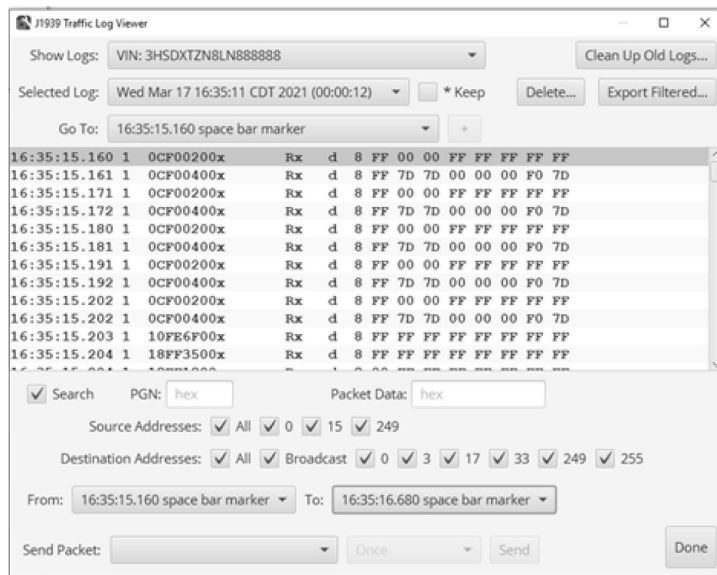 J1939 Traffic Log Viewer
Show Logs: VIN: 3HSDXTZN8LN888888 Clean Up Old Logs...
Selected Log: Wed Mar 17 16:35:11 CDT 2021 (00:00:12) * Keep Delete... Export Filtered...
Go To: 16:35:15.160 space bar marker +
16:35:15.160 1 0CF00200x Rx d 8 FF 00 00 FF FF FF FF FF
16:35:15.161 1 0CF00400x Rx d 8 FF 7D 7D 00 00 00 F0 7D
16:35:15.171 1 0CF00200x Rx d 8 FF 00 00 FF FF FF FF FF
16:35:15.172 1 0CF00400x Rx d 8 FF 7D 7D 00 00 00 F0 7D
16:35:15.180 1 0CF00200x Rx d 8 FF 00 00 FF FF FF FF FF
16:35:15.181 1 0CF00400x Rx d 8 FF 7D 7D 00 00 00 F0 7D
16:35:15.191 1 0CF00200x Rx d 8 FF 00 00 FF FF FF FF FF
16:35:15.192 1 0CF00400x Rx d 8 FF 7D 7D 00 00 00 F0 7D
16:35:15.202 1 0CF00200x Rx d 8 FF 00 00 FF FF FF FF FF
16:35:15.202 1 0CF00400x Rx d 8 FF 7D 7D 00 00 00 F0 7D
16:35:15.203 1 10FE6F00x Rx d 8 FF FF FF FF FF FF FF FF
16:35:15.204 1 18FF3500x Rx d 8 FF FF FF FF FF FF FF FF
Search PGN: hex Packet Data: hex
Source Addresses: All 0 15 249
Destination Addresses: All Broadcast 0 3 17 33 249 255
From: 16:35:15.160 space bar marker To: 16:35:16.680 space bar marker
Send Packet: Once Send Done